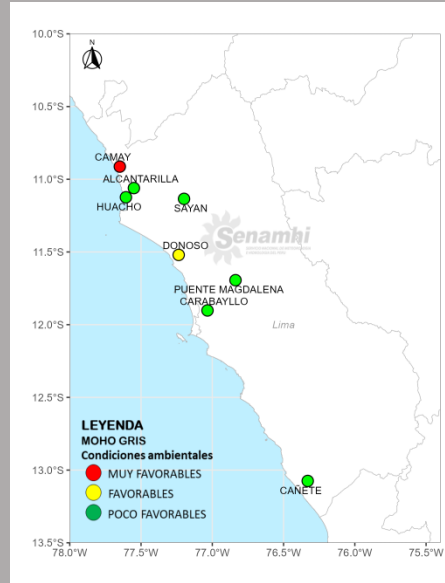 10.0°S
N
10.5°S
CAMAY
11.0°S
ALCANTARILLA
HUACHO
SAYAN
Senamhi
11.5°S
DONOSO
PUENTE MAGDALENA
CARABAYLLO
12.0°S
Lima
12.5°S
LEYENDA
MOHO GRIS
Condiciones ambientales
13.0°S
MUY FAVORABLES
FAVORABLES
CAÑETE
POCO FAVORABLES
13.5°S
78.0°W 77.5°W 77.0°W 76.5°W 76.0°W 75.5°W